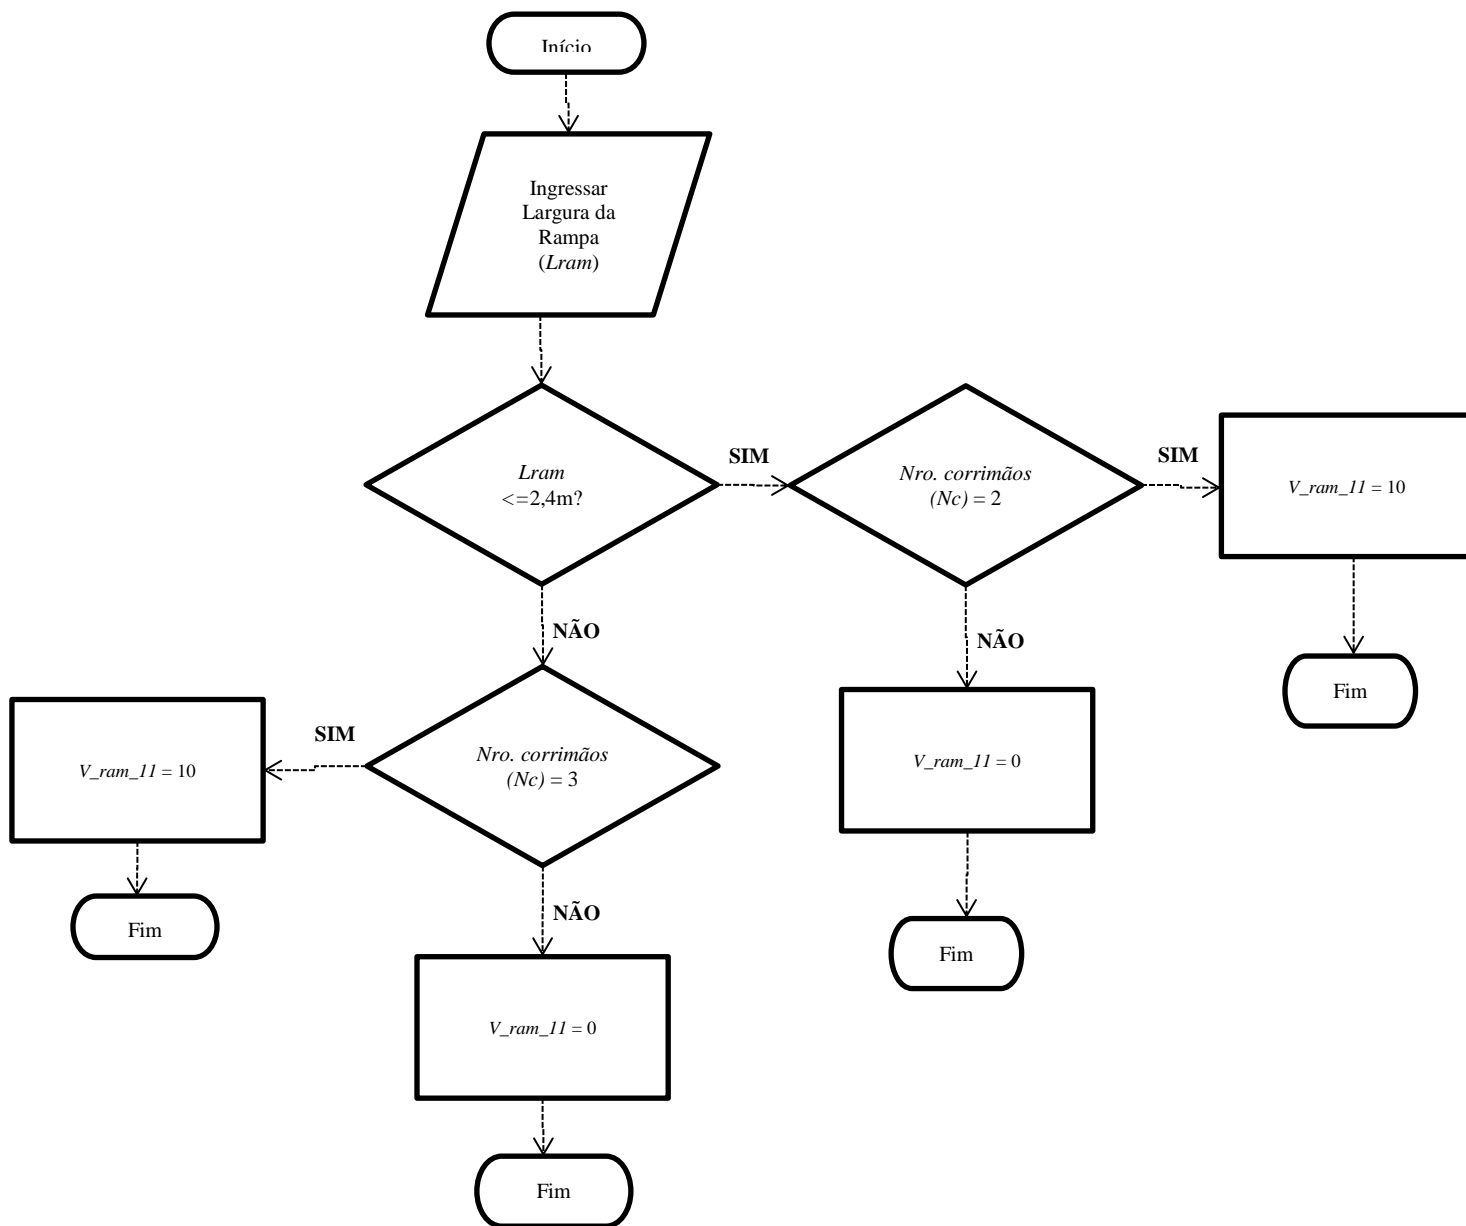 Início
Ingressar
Largura da
Rampa
(Lram)
Lram
<=2,4m?
SIM
Nro. corrimãos
(Nc) = 2
SIM
V_ram_11 = 10
Fim
NÃO
V_ram_11 = 0
Fim
NÃO
Nro. corrimãos
(Nc) = 3
SIM
V_ram_11 = 10
Fim
NÃO
V_ram_11 = 0
Fim